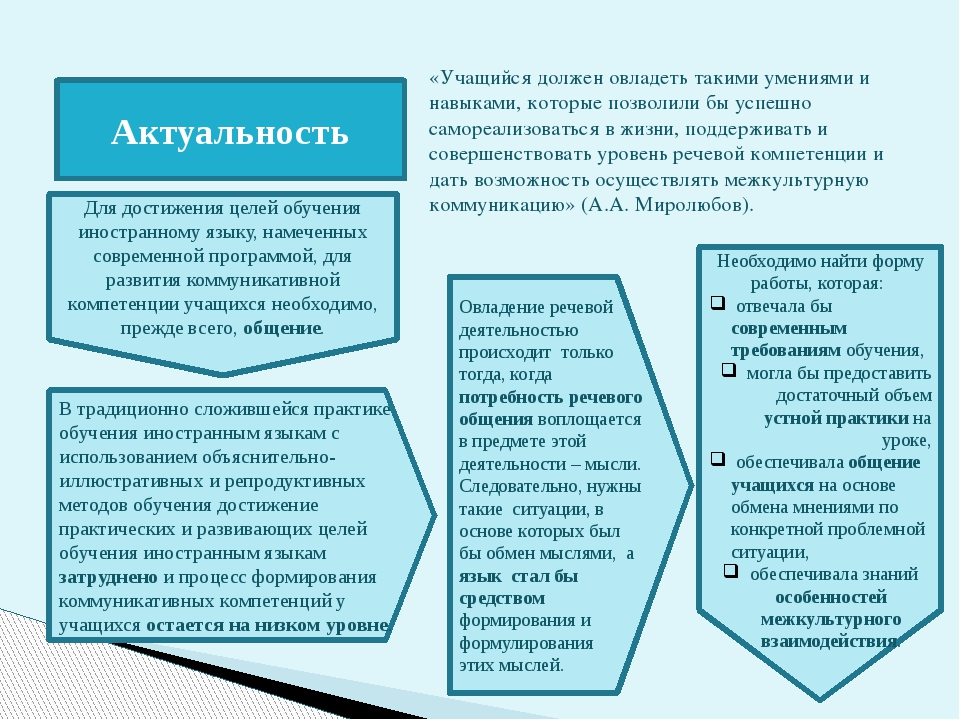 Актуальность
«Учащийся должен овладеть такими умениями и
навыками, которые позволили бы успешно
самореализоваться в жизни, поддерживать и
совершенствовать уровень речевой компетенции и
дать возможность осуществлять межкультурную
коммуникацию» (А.А. Миролюбов).
Для достижения целей обучения
иностранному языку, намеченных
современной программой, для
развития коммуникативной
компетенции учащихся необходимо,
прежде всего, общение.
В традиционно сложившейся практике
обучения иностранным языкам с
использованием объяснительно-
иллюстративных и репродуктивных
методов обучения достижение
практических и развивающих целей
обучения иностранным языкам
затруднено и процесс формирования
коммуникативных компетенций у
учащихся остается на низком уровне.
Овладение речевой
деятельностью
происходит только
тогда, когда
потребность речевого
общения воплощается
в предмете этой
деятельности – мысли.
Следовательно, нужны
такие ситуации, в
основе которых был
бы обмен мыслями, а
язык стал бы
средством
формирования и
формулирования
этих мыслей.
Необходимо найти форму
работы, которая:
❑ отвечала бы
современным
требованиям обучения,
❑ могла бы предоставить
достаточный объем
устной практики на
уроке,
❑ обеспечивала общение
учащихся на основе
обмена мнениями по
конкретной проблемной
ситуации,
❑ обеспечивала знаний
особенностей
межкультурного
взаимодействия.